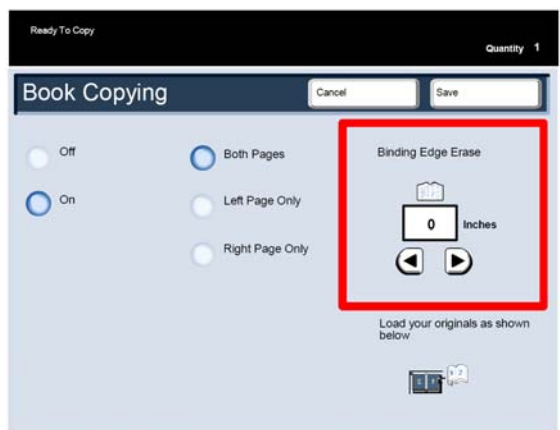 Ready To Copy
Quantity 1
Book Copying
Cancel
Save
Off
On
Both Pages
Left Page Only
Right Page Only
Binding Edge Erase
0 Inches
Load your originals as shown
below